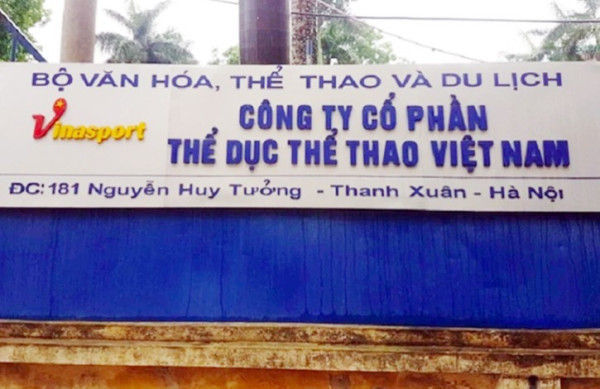 BỘ VĂN HÓA, THỂ THAO VÀ DU LỊCH
Vinasport
CÔNG TY CỔ PHẦN
THỂ DỤC THỂ THAO VIỆT NAM
ĐC: 181 Nguyễn Huy Tưởng - Thanh Xuân - Hà Nội